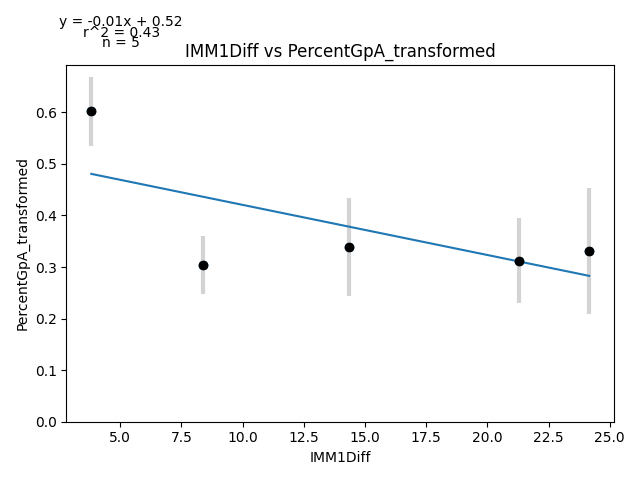 y = -0.01x + 0.52
r^2 = 0.43
n = 5
IMM1Diff vs PercentGpA_transformed
PercentGpA_transformed
0.6
0.5
0.4
0.3
0.2
0.1
0.0
5.0 7.5 10.0 12.5 15.0 17.5 20.0 22.5 25.0
IMM1Diff